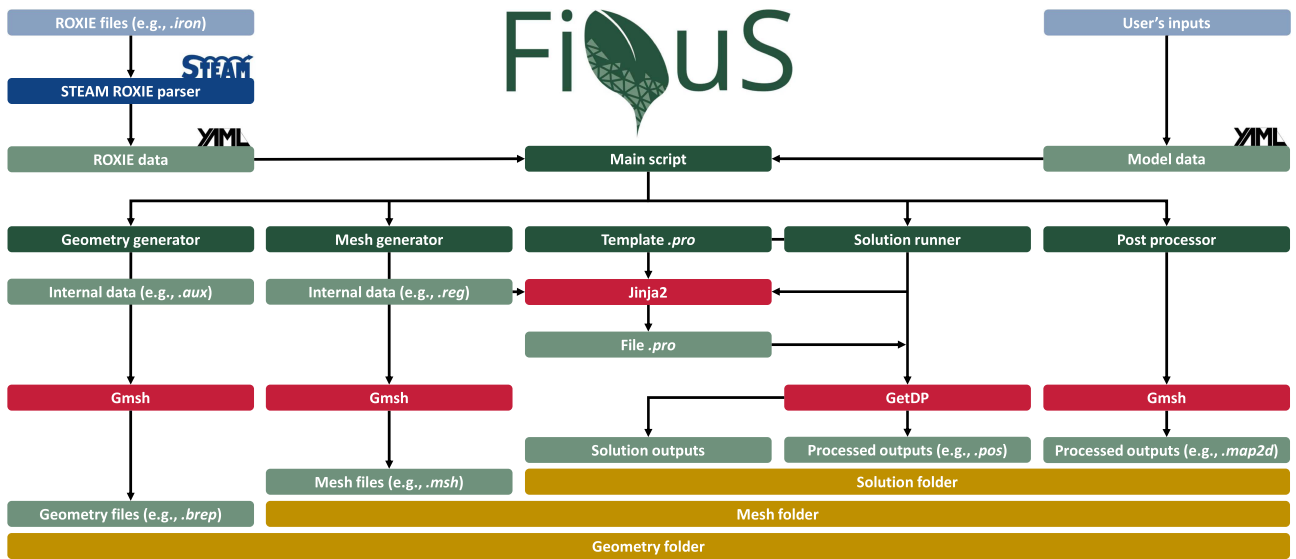 ROXIE files (e.g., .iron)
FiQuS
User's inputs
STEAM
STEAM ROXIE parser
YAML
YAML
ROXIE data
Main script
Model data
Geometry generator
Mesh generator
Template .pro
Solution runner
Post processor
Internal data (e.g., .aux)
Internal data (e.g., .reg)
Jinja2
File .pro
Gmsh
Gmsh
GetDP
Gmsh
Solution outputs
Processed outputs (e.g., .pos)
Processed outputs (e.g., .map2d)
Mesh files (e.g., .msh)
Solution folder
Geometry files (e.g., .brep)
Mesh folder
Geometry folder